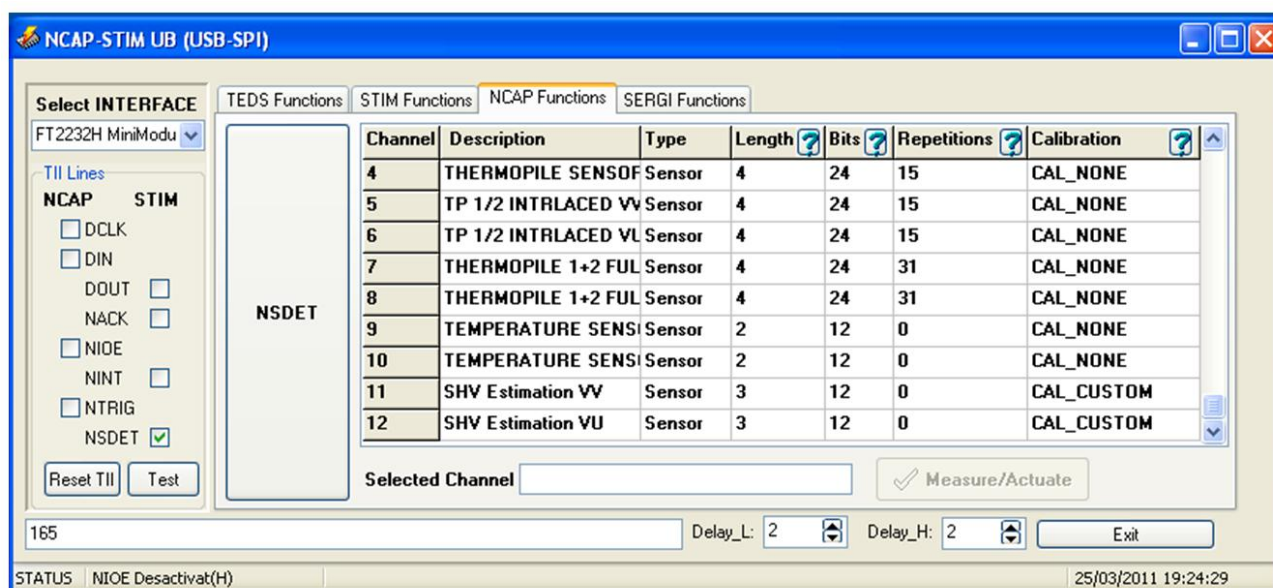 NCAP-STIM UB (USB-SPI)
Select INTERFACE
FT2232H MiniModu
TII Lines
NCAP STIM
DCLK
DIN
DOUT
NACK
NIOE
NINT
NTRIG
NSDET
Reset TII Test
TEDS Functions STIM Functions NCAP Functions SERGI Functions
NSDET
Channel Description Type Length ? Bits ? Repetitions ? Calibration ?
4 THERMOPILE SENSOF Sensor 4 24 15 CAL_NONE
5 TP 1/2 INTRLACED VV Sensor 4 24 15 CAL_NONE
6 TP 1/2 INTRLACED VU Sensor 4 24 15 CAL_NONE
7 THERMOPILE 1+2 FUL Sensor 4 24 31 CAL_NONE
8 THERMOPILE 1+2 FUL Sensor 4 24 31 CAL_NONE
9 TEMPERATURE SENS Sensor 2 12 0 CAL_NONE
10 TEMPERATURE SENS Sensor 2 12 0 CAL_NONE
11 SHV Estimation VV Sensor 3 12 0 CAL_CUSTOM
12 SHV Estimation VU Sensor 3 12 0 CAL_CUSTOM
Selected Channel Measure/Actuate
165 Delay_L: 2 Delay_H: 2 Exit
STATUS NIOE Desactivat(H) 25/03/2011 19:24:29